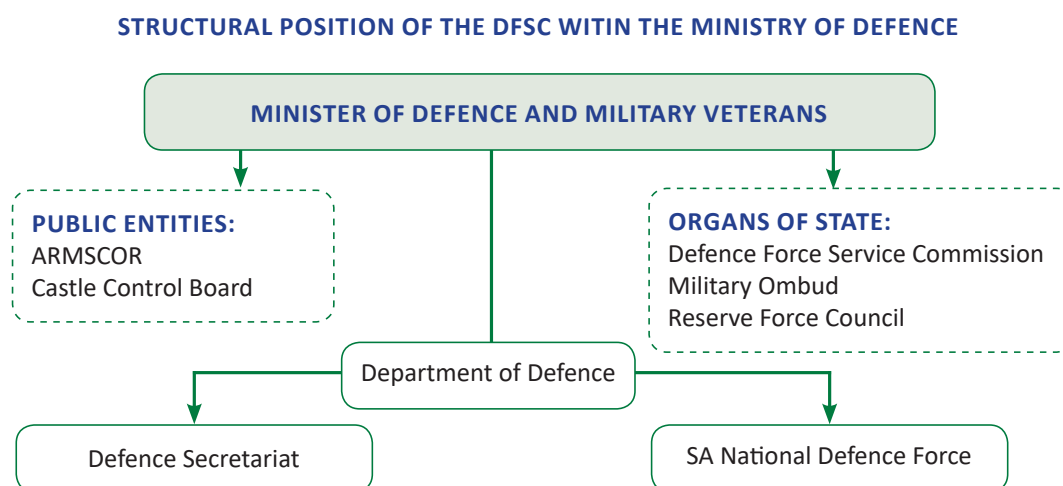 STRUCTURAL POSITION OF THE DFSC WITIN THE MINISTRY OF DEFENCE
MINISTER OF DEFENCE AND MILITARY VETERANS
PUBLIC ENTITIES:
ARMSCOR
Castle Control Board
ORGANS OF STATE:
Defence Force Service Commission
Military Ombud
Reserve Force Council
Department of Defence
Defence Secretariat
SA National Defence Force